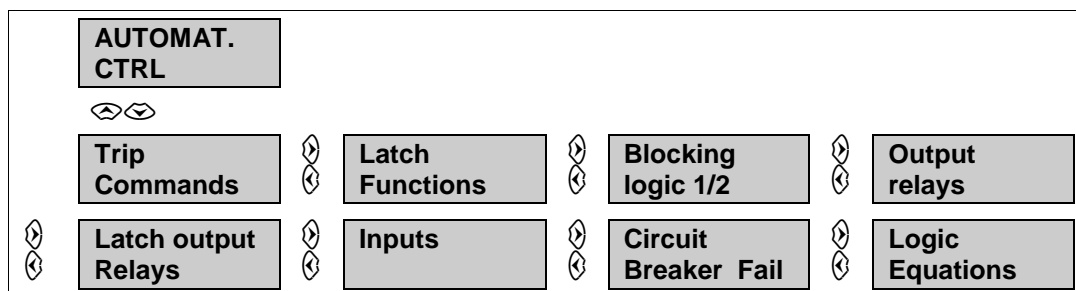 AUTOMAT.
CTRL
Trip
Commands
Latch
Functions
Blocking
logic 1/2
Output
relays
Latch output
Relays
Inputs
Circuit
Breaker Fail
Logic
Equations